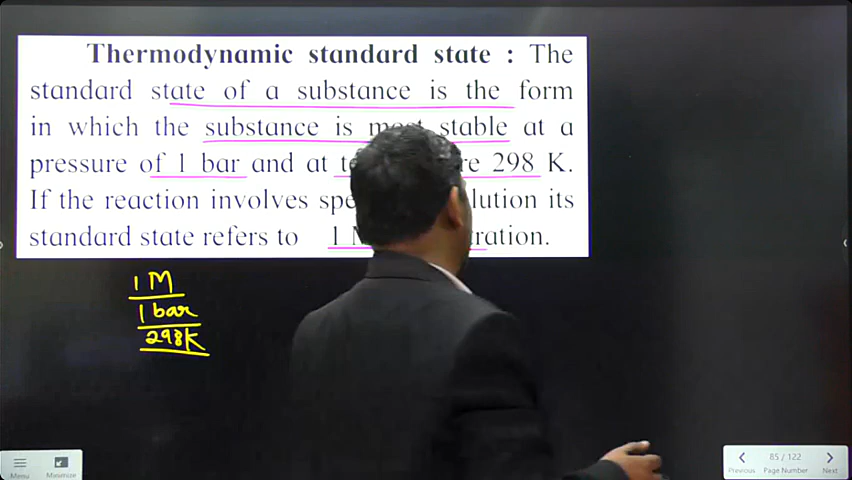 Thermodynamic standard state : The
standard state of a substance is the form
in which the substance is most stable at a
pressure of 1 bar and at 298 K.
If the reaction involves its
standard state refers to 1
1 M
1 bar
298K
Menu
Minimize
85 / 122
Previous Page Number Next